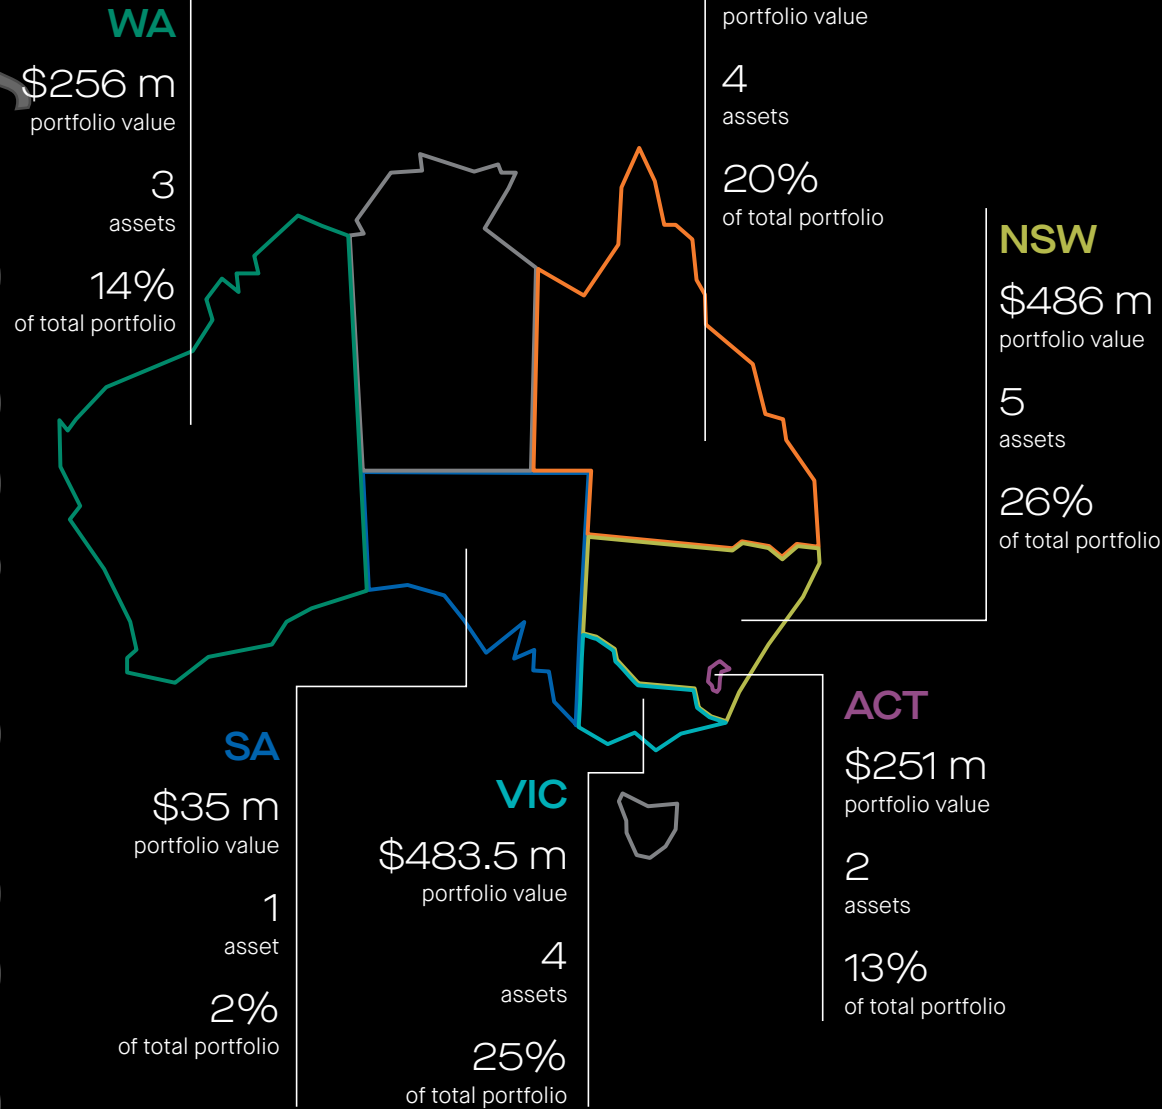 WA
$256 m
portfolio value
3
assets
14%
of total portfolio
portfolio value
4
assets
20%
of total portfolio
NSW
$486 m
portfolio value
5
assets
26%
of total portfolio
SA
$35 m
portfolio value
1
asset
2%
of total portfolio
VIC
$483.5 m
portfolio value
4
assets
25%
of total portfolio
ACT
$251 m
portfolio value
2
assets
13%
of total portfolio